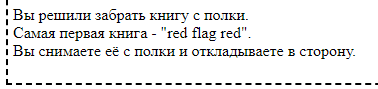 Вы решили забрать книгу с полки.
Самая первая книга - "red flag red".
Вы снимаете её с полки и откладываете в сторону.